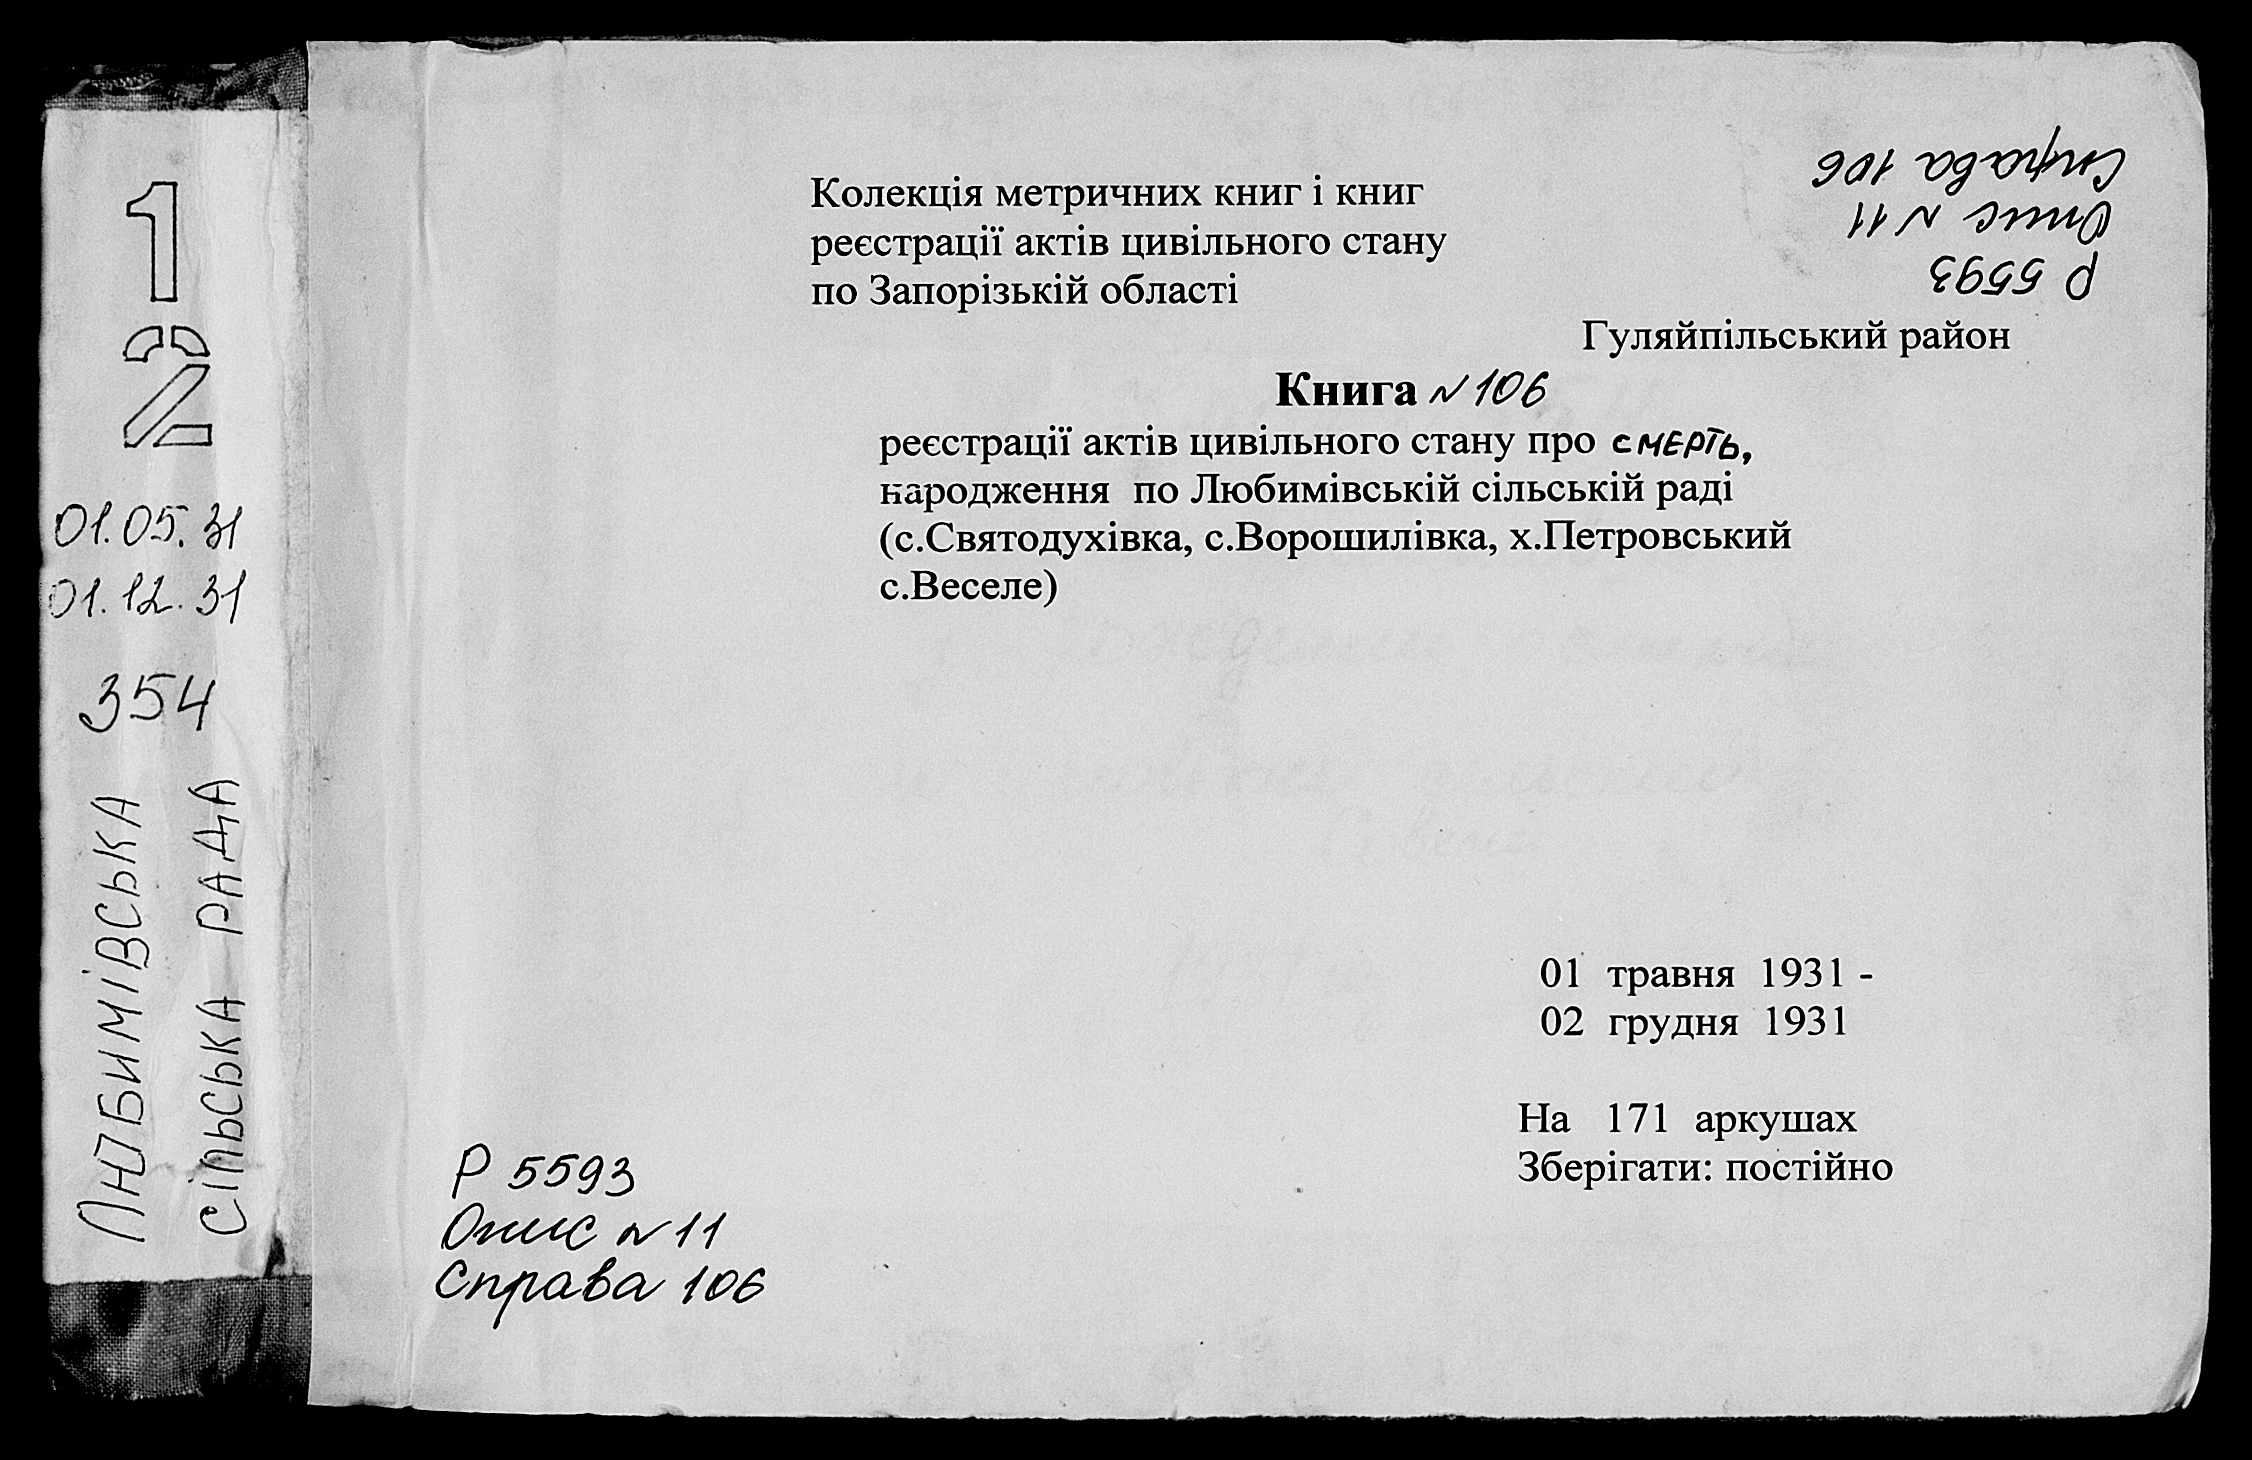 1
2
01.05.31
01.12.31
354
ЛЮБИМІВСЬКА
СІЛЬСЬКА РАДА
Справа 106
Опис N 11
Р 5593
Колекція метричних книг і книг
реєстрації актів цивільного стану
по Запорізькій області
Гуляйпільський район
Книга N 106
реєстрації актів цивільного стану про смерть,
народження по Любимівській сільській раді
(с.Святодухівка, с.Ворошилівка, х.Петровський
с.Веселе)
01 травня 1931 -
02 грудня 1931
На 171 аркушах
Зберігати: постійно
Р 5593
Опис N 11
Справа 106